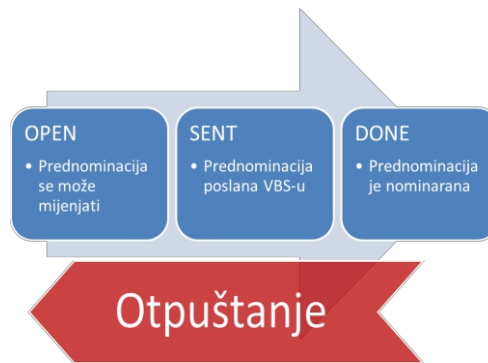 OPEN
• Prednominacija
se može
mijenjati
SENT
• Prednominacija
poslana VBS-u
DONE
• Prednominacija
je nominarana
Otpuštanje